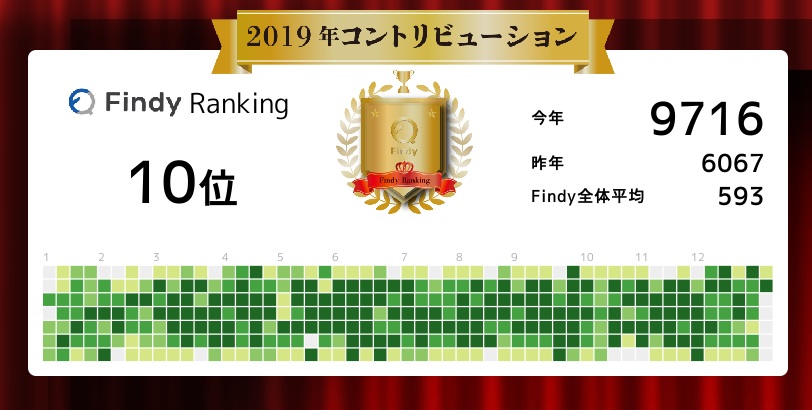 2019年コントリビューション
Findy Ranking
10位
Findy
Findy Ranking
今年 9716
昨年 6067
Findy全体平均 593
1 2 3 4 5 6 7 8 9 10 11 12